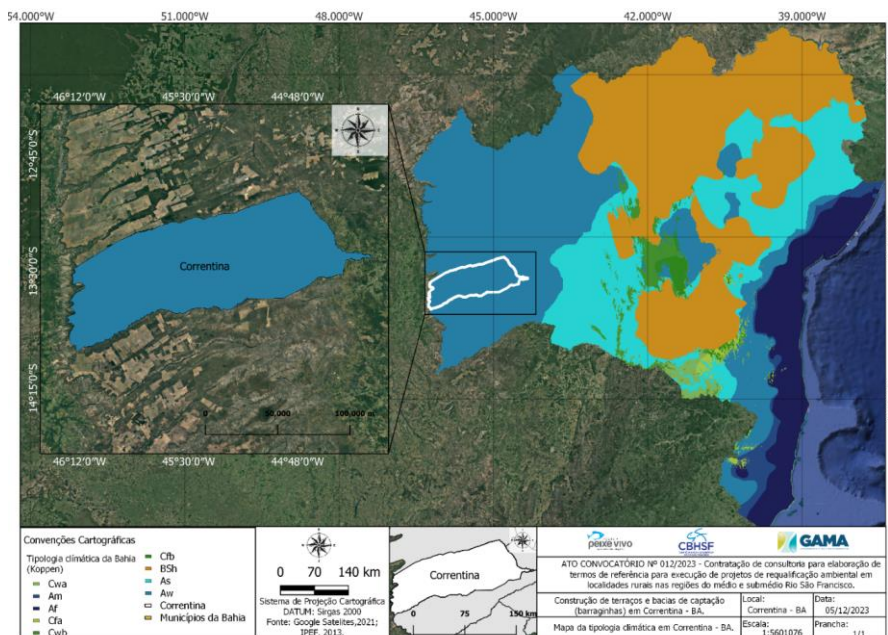 54.000°W 51.000°W 48.000°W 45.000°W 42.000°W 39.000°W
46°12'0"W 45°30'0"W 44°48'0"W
12°45'0"S
13°30'0"S
14°15'0"S
Correntina
0 50.000 100.000 m
46°12'0"W 45°30'0"W 44°48'0"W
Convenções Cartográficas
Tipologia climática da Bahia
(Koppen)
Cwa
Am
Af
Cfa
Cwb
Cfb
BSh
As
Aw
Correntina
Municípios da Bahia
0 70 140 km
Sistema de Projeção Cartográfica
DATUM: Sirgas 2000
Fonte: Google Satelites,2021;
IPEF, 2013.
Correntina
0 75 150 km
peixe vivo
CBHSF
GAMA
ATO CONVOCATÓRIO Nº 012/2023 - Contratação de consultoria para elaboração de
termos de referência para execução de projetos de requalificação ambiental em
localidades rurais nas regiões do médio e submédio Rio São Francisco.
Construção de terraços e bacias de captação
(barraginhas) em Correntina - BA.
Local:
Correntina - BA
Data:
05/12/2023
Mapa da tipologia climática em Correntina - BA.
Escala:
1:5601076
Prancha:
1/1